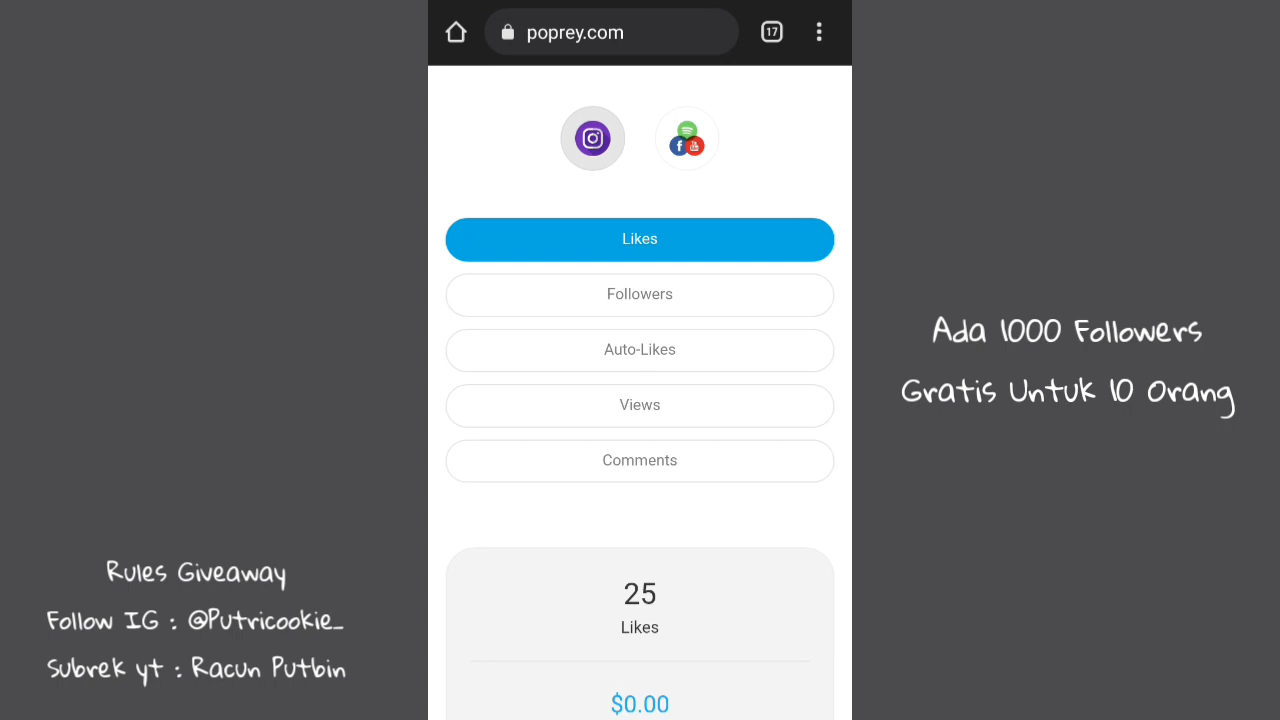 17
poprey.com
Likes
Followers
Auto-Likes
Views
Comments
25
Likes
$0.00
Ada 1000 Followers
Gratis Untuk 10 Orang
Rules Giveaway
Follow IG : @Putricookie_
Subrek yt : Racun Putbin